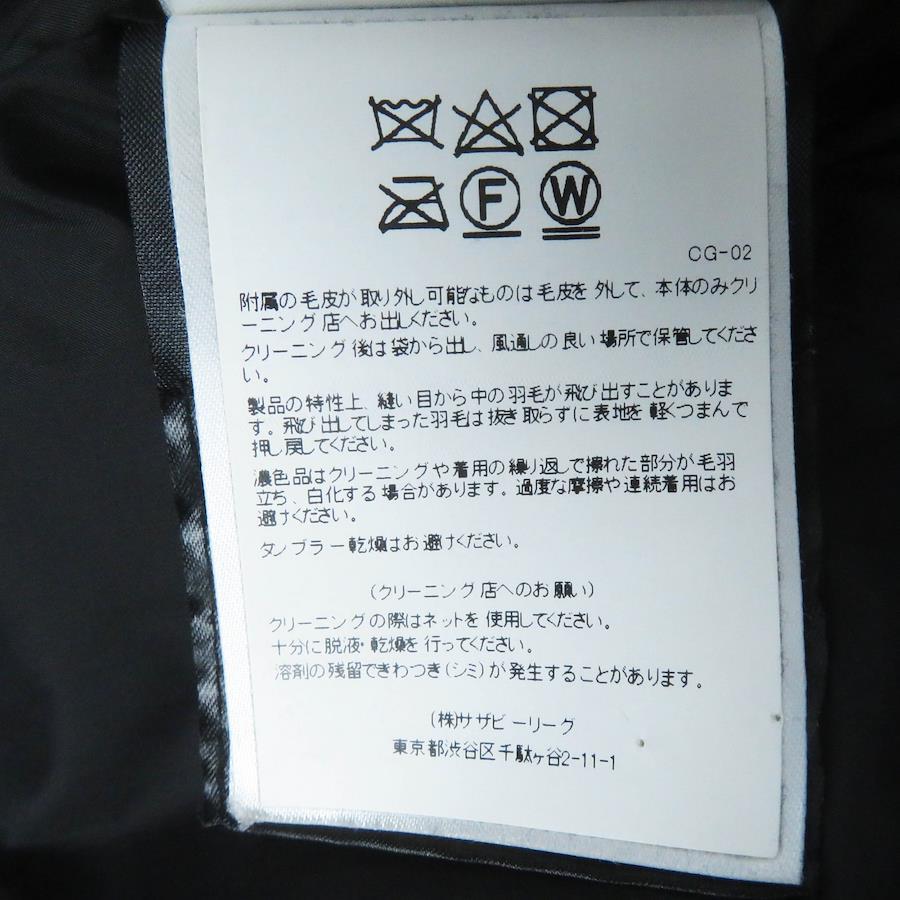 F W
CG-02
附属の毛皮が取り外し可能なものは毛皮を外して、本体のみクリ
ーニング店へお出しください。
クリーニング後は袋から出し、風通しの良い場所で保管してくださ
い。
製品の特性上、縫い目から中の羽毛が飛び出すことがありま
す。飛び出してしまった羽毛は抜き取らずに表地を軽くつまんで
押し戻してください。
濃色品はクリーニングや着用の繰り返しで擦れた部分が毛羽
立ち、白化する場合があります。過度な摩擦や連続着用はお
避けください。
タンブラー乾燥はお避けください。
(クリーニング店へのお願い)
クリーニングの際はネットを使用してください。
十分に脱液・乾燥を行ってください。
溶剤の残留できわつき(シミ)が発生することがあります。
(株)サザビーリーグ
東京都渋谷区千駄ヶ谷2-11-1